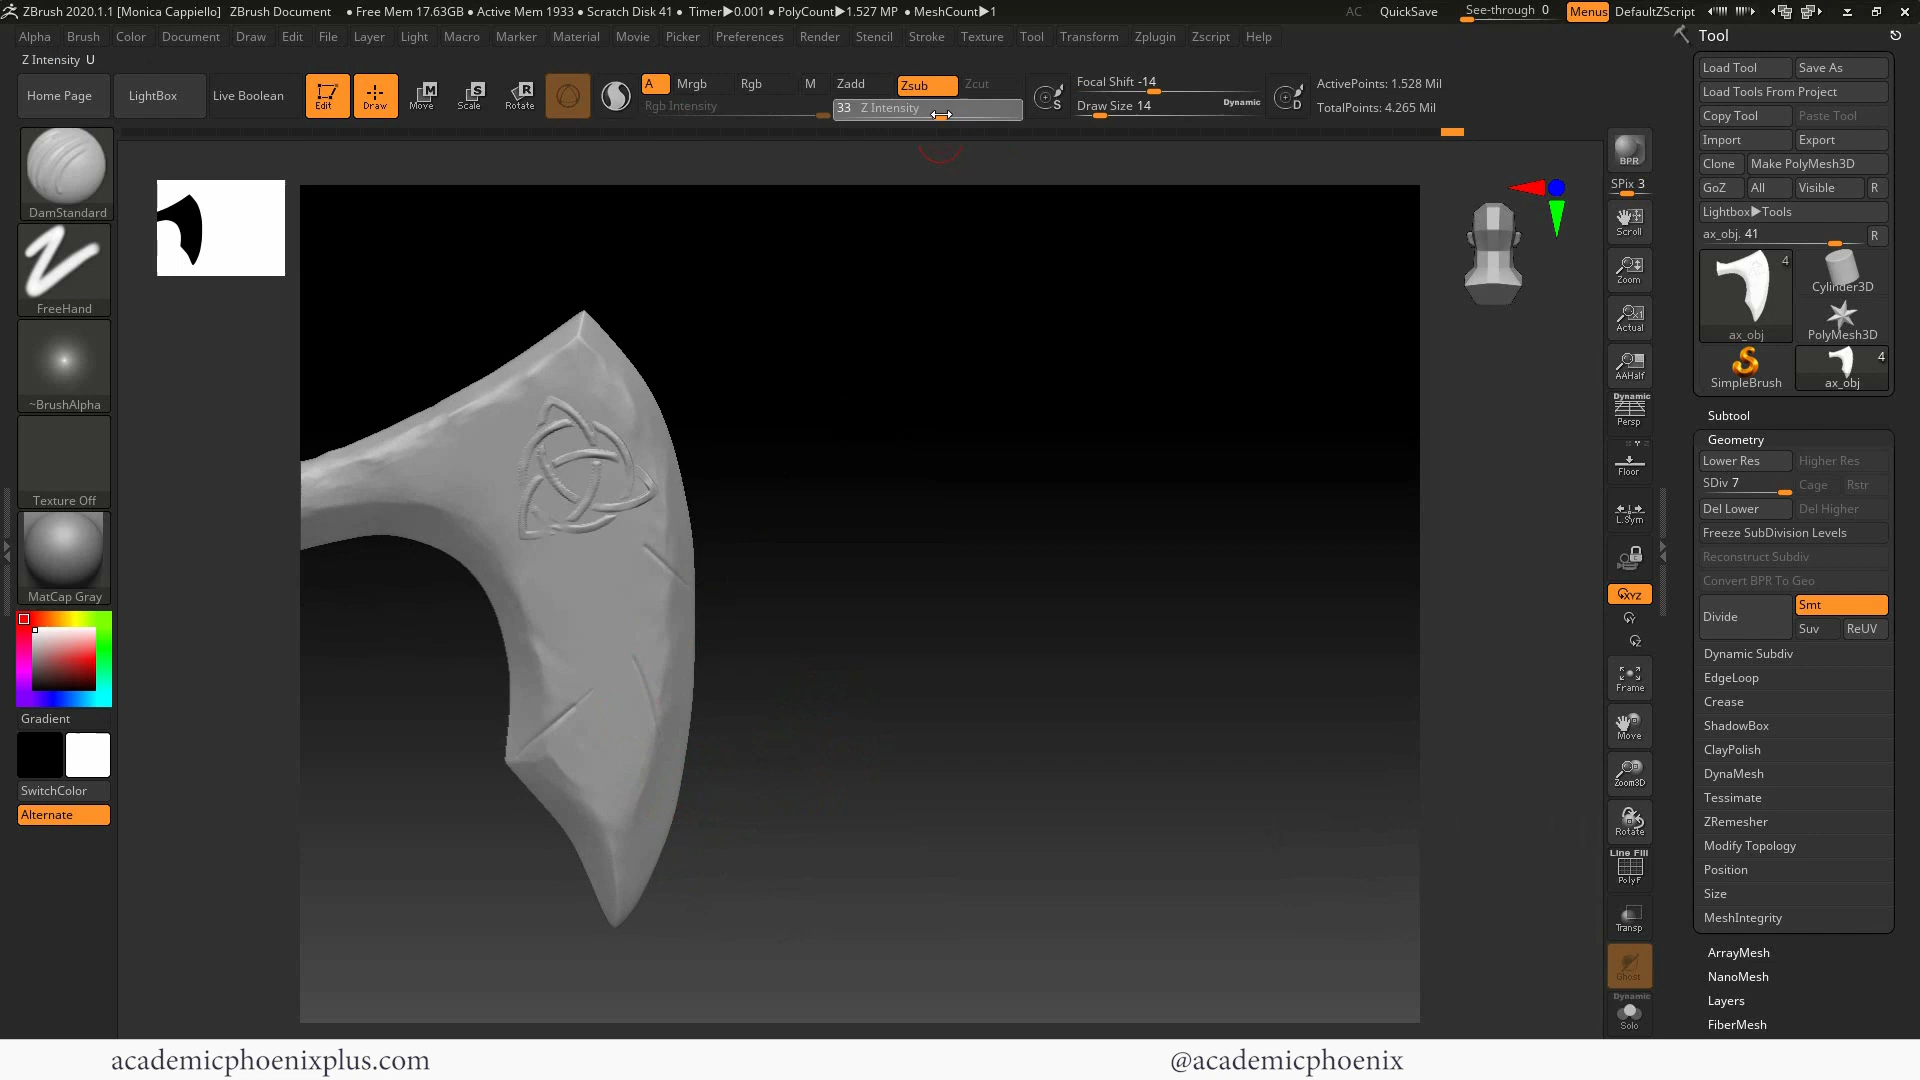 ZBrush 2020.1.1 [Monica Cappiello] ZBrush Document • Free Mem 17.63GB • Active Mem 1933 • Scratch Disk 41 • Timer▶0.001 • PolyCount▶1.527 MP • MeshCount▶1 AC QuickSave See-through 0 Menus DefaultZScript
Alpha Brush Color Document Draw Edit File Layer Light Macro Marker Material Movie Picker Preferences Render Stencil Stroke Texture Tool Transform Zplugin Zscript Help
Z Intensity U
Home Page LightBox Live Boolean Edit Draw Move Scale Rotate
A Mrgb Rgb M Zadd Zsub Zcut
Rgb Intensity 33 Z Intensity
S Focal Shift -14
Draw Size 14 Dynamic
D ActivePoints: 1.528 Mil
TotalPoints: 4.265 Mil
DamStandard
FreeHand
~BrushAlpha
Texture Off
MatCap Gray
Gradient
SwitchColor
Alternate
BPR
SPix 3
Scroll
Zoom
Actual
AAHalf
Dynamic
Persp
Floor
L.Sym
XYZ
Y
Z
Frame
Move
Zoom3D
Rotate
Line Fill
PolyF
Transp
Ghost
Dynamic
Solo
Tool
Load Tool Save As
Load Tools From Project
Copy Tool Paste Tool
Import Export
Clone Make PolyMesh3D
GoZ All Visible R
Lightbox▶Tools
ax_obj. 41 R
4
ax_obj
Cylinder3D
PolyMesh3D
SimpleBrush
4
ax_obj
Subtool
Geometry
Lower Res Higher Res
SDiv 7 Cage Rstr
Del Lower Del Higher
Freeze SubDivision Levels
Reconstruct Subdiv
Convert BPR To Geo
Divide Smt
Suv ReUV
Dynamic Subdiv
EdgeLoop
Crease
ShadowBox
ClayPolish
DynaMesh
Tessimate
ZRemesher
Modify Topology
Position
Size
MeshIntegrity
ArrayMesh
NanoMesh
Layers
FiberMesh
academicphoenixplus.com @academicphoenix